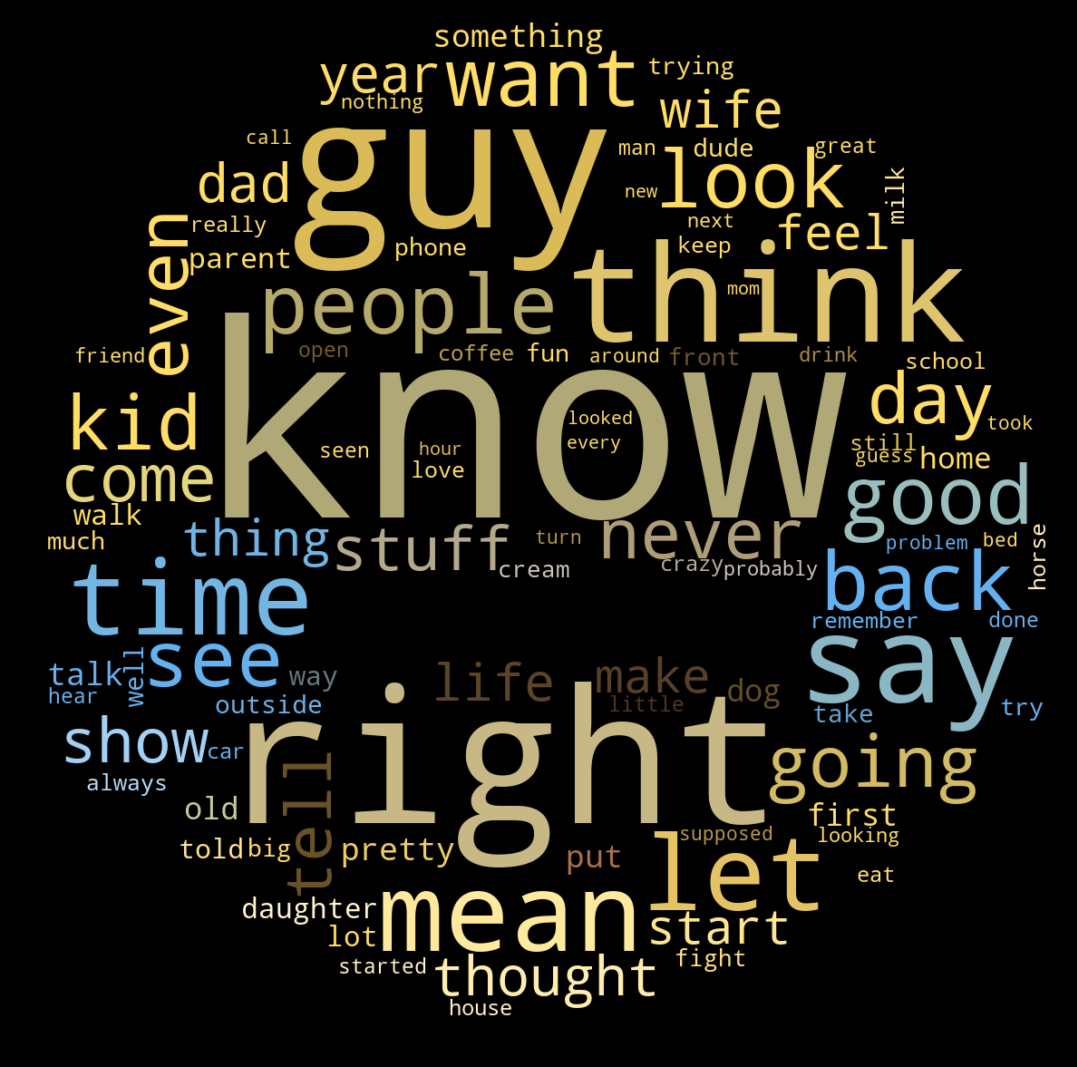 something
year want trying
nothing wife
call guy man dude great
dad look milk
really new
even parent phone next feel
keep
people think mom
friend open coffee fun around front drink school
kid know day
looked took
seen hour every still
come love guess home
walk good
much thing stuff turn never problem bed horse
cream crazy probably
time back
remember done
see say
talk well way life make dog
hear outside little take try
show car right going
always
old tell first
told big pretty put supposed looking
let eat
daughter mean
lot start
started thought fight
house